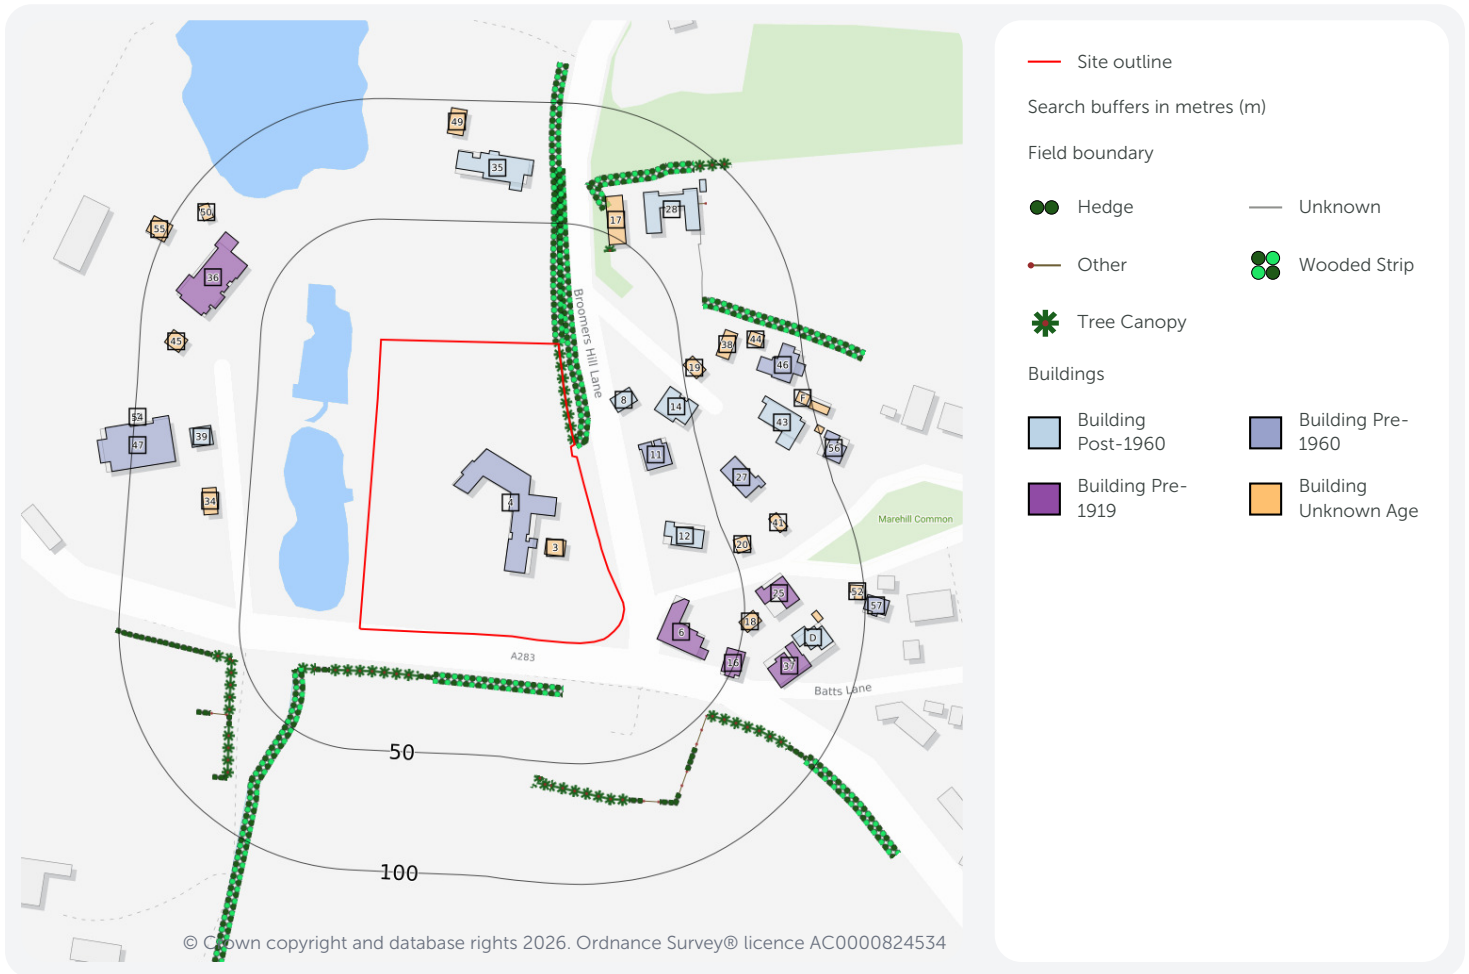 49
35
50
55
17
28
36
45
38
44
46
19
8
14
F
43
54
47
39
56
11
27
34
4
41
12
20
3
Broomers Hill Lane
Marehill Common
25
52
57
18
6
D
16
37
A283
Batts Lane
50
100
© Crown copyright and database rights 2026. Ordnance Survey® licence AC0000824534
Site outline
Search buffers in metres (m)
Field boundary
Hedge
Unknown
Other
Wooded Strip
Tree Canopy
Buildings
Building
Post-1960
Building Pre-
1960
Building Pre-
1919
Building
Unknown Age